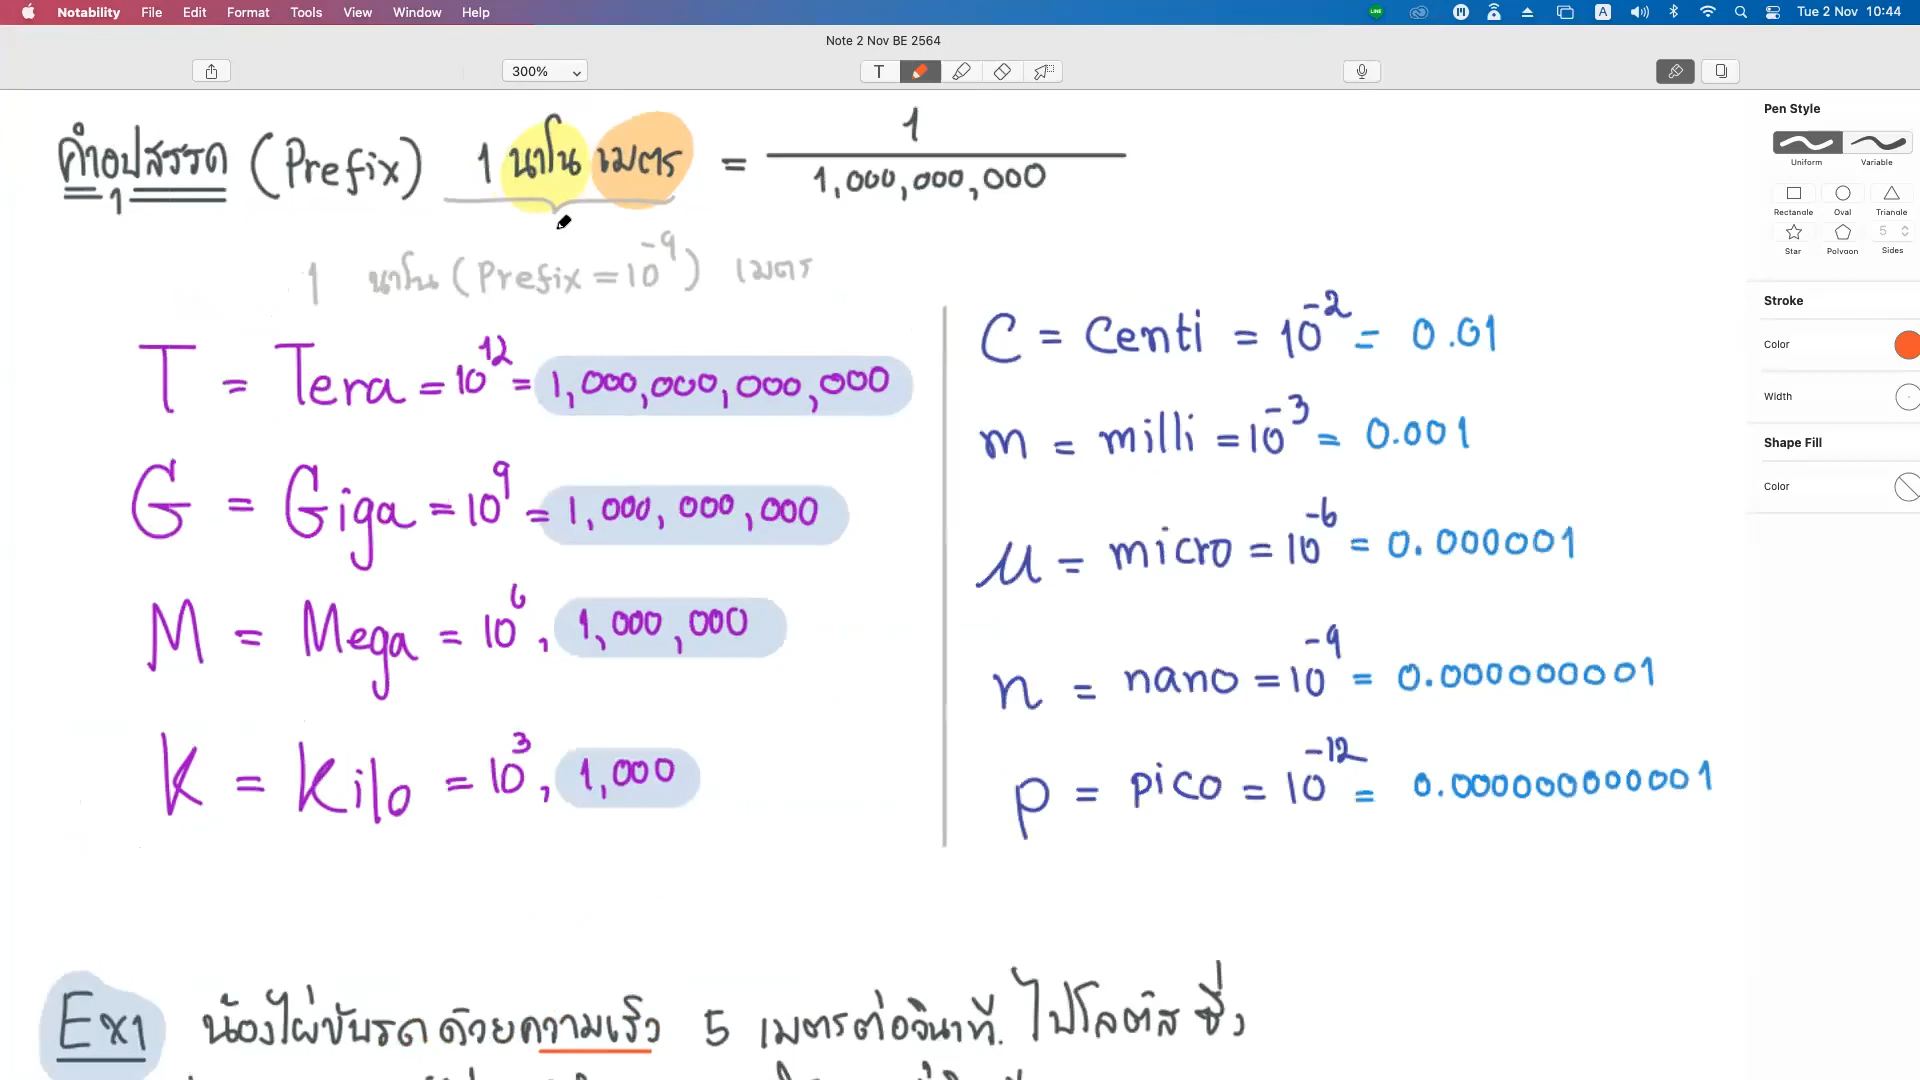 Notability File Edit Format Tools View Window Help A Tue 2 Nov 10:44
Note 2 Nov BE 2564
300% T
คำอุปสรรค (Prefix) 1 นาโน เมตร = 1 / 1,000,000,000
1 นาโน (Prefix = 10⁻⁹) เมตร
T = Tera = 10¹² = 1,000,000,000,000
G = Giga = 10⁹ = 1,000,000,000
M = Mega = 10⁶, 1,000,000
K = Kilo = 10³, 1,000
C = Centi = 10⁻² = 0.01
m = milli = 10⁻³ = 0.001
μ = micro = 10⁻⁶ = 0.000001
n = nano = 10⁻⁹ = 0.000000001
p = pico = 10⁻¹² = 0.000000000001
Ex1 น้องไผ่ขับรถด้วยความเร็ว 5 เมตรต่อวินาที ไปโลตัส ซึ่ง
Pen Style
Uniform Variable
Rectangle Oval Triangle
5
Star Polygon Sides
Stroke
Color
Width
Shape Fill
Color